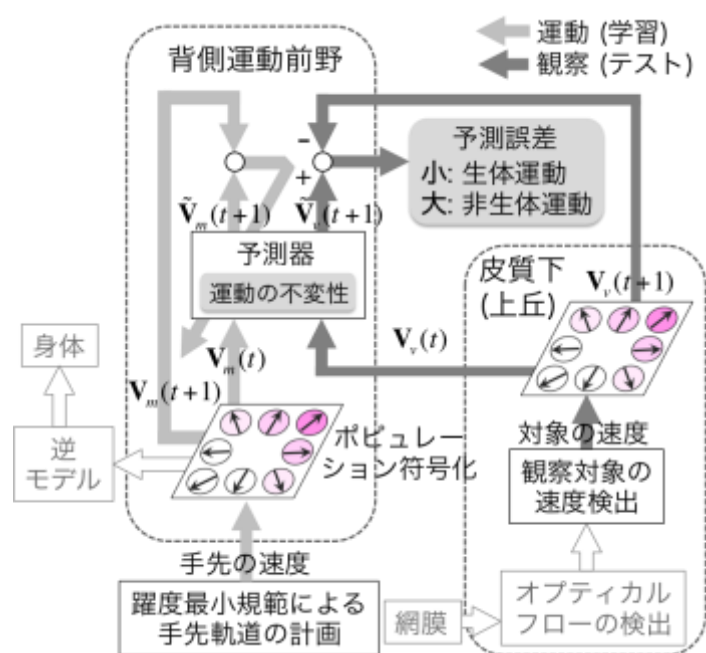 運動 (学習)
観察 (テスト)
背側運動前野
−
+
予測誤差
小: 生体運動
大: 非生体運動
Ṽm(t+1)
Ṽv(t+1)
予測器
運動の不変性
皮質下
(上丘)
Vv(t+1)
Vv(t)
身体
Vm(t)
Vm(t+1)
逆
モデル
ポピュレー
ション符号化
対象の速度
観察対象の
速度検出
手先の速度
躍度最小規範による
手先軌道の計画
網膜
オプティカル
フローの検出